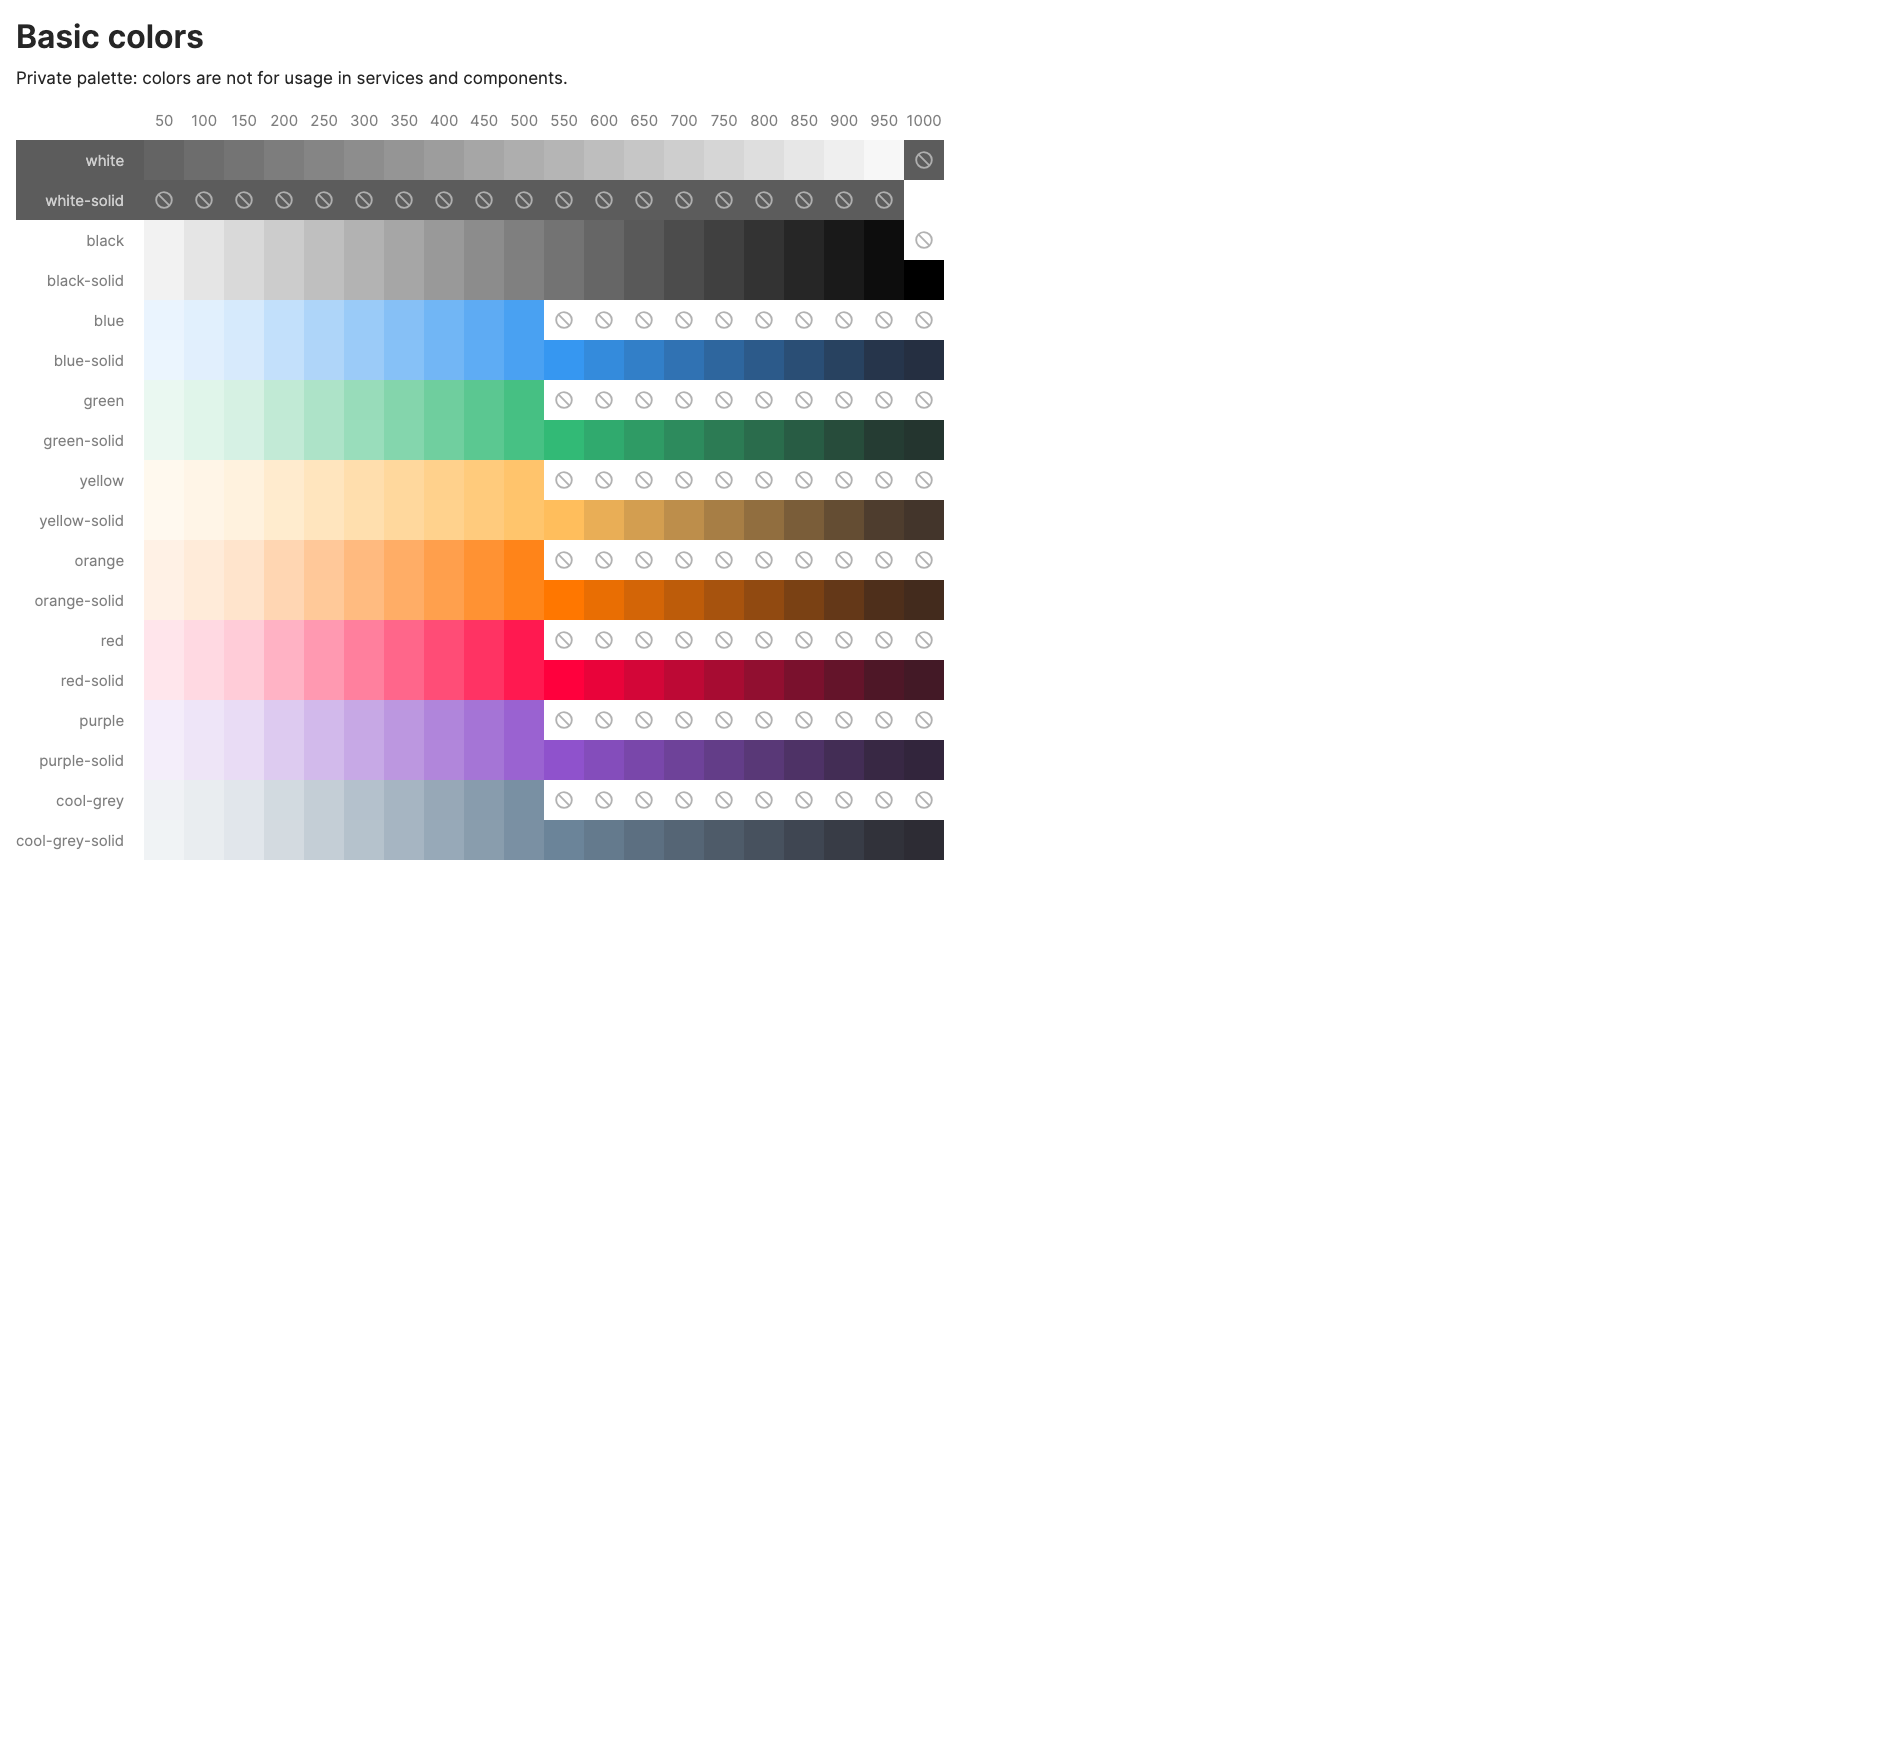 Basic colors
Private palette: colors are not for usage in services and components.
50 100 150 200 250 300 350 400 450 500 550 600 650 700 750 800 850 900 950 1000
white
white-solid
black
black-solid
blue
blue-solid
green
green-solid
yellow
yellow-solid
orange
orange-solid
red
red-solid
purple
purple-solid
cool-grey
cool-grey-solid